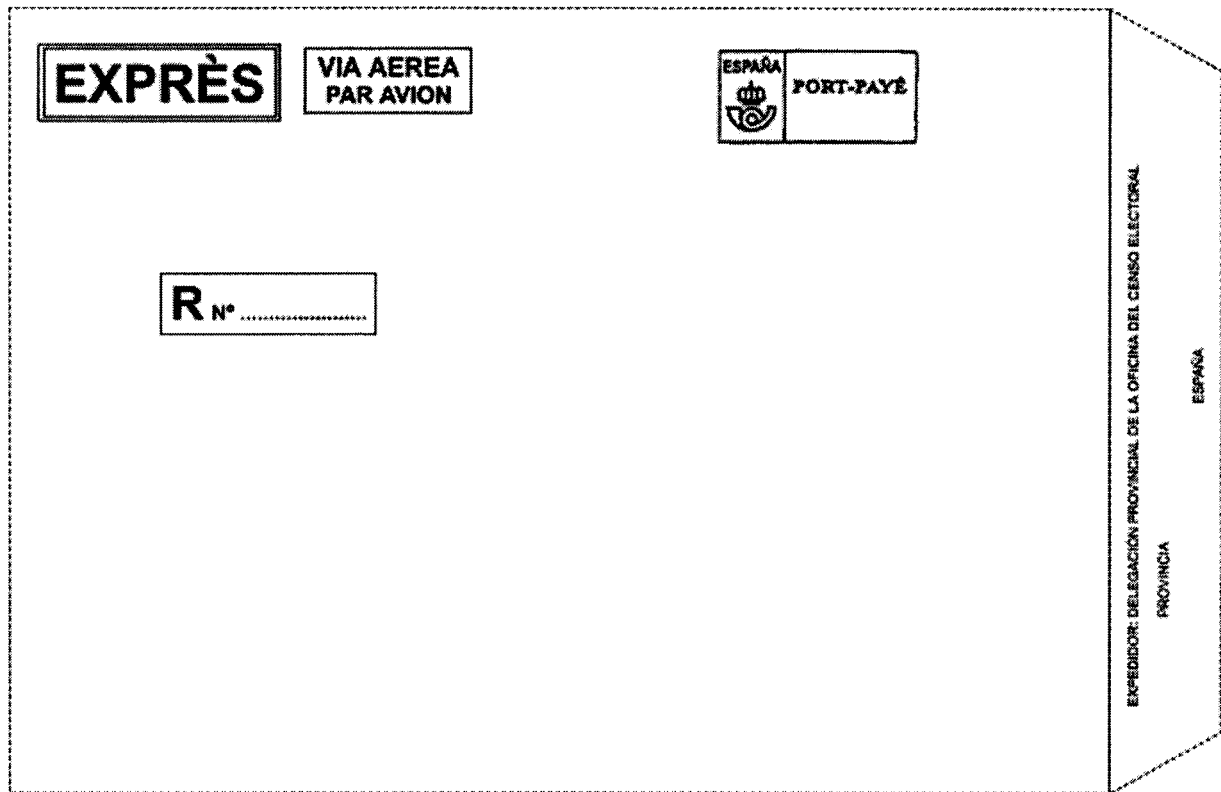 EXPRÈS
VIA AEREA
PAR AVION
ESPAÑA
PORT-PAYÉ
R Nº ......................
EXPEDIDOR: DELEGACIÓN PROVINCIAL DE LA OFICINA DEL CENSO ELECTORAL
PROVINCIA
ESPAÑA